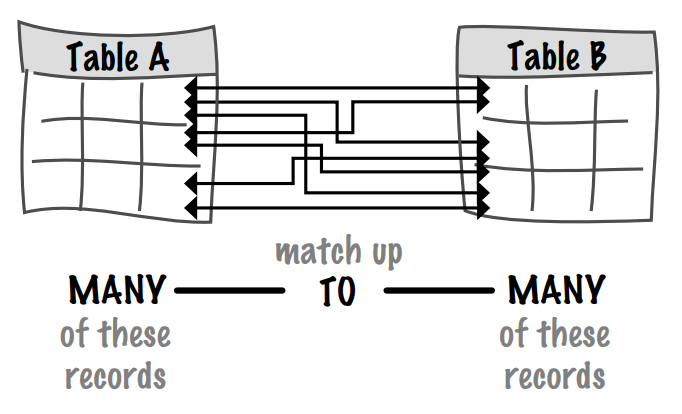 Table A
Table B
match up
MANY TO MANY
of these
records
of these
records